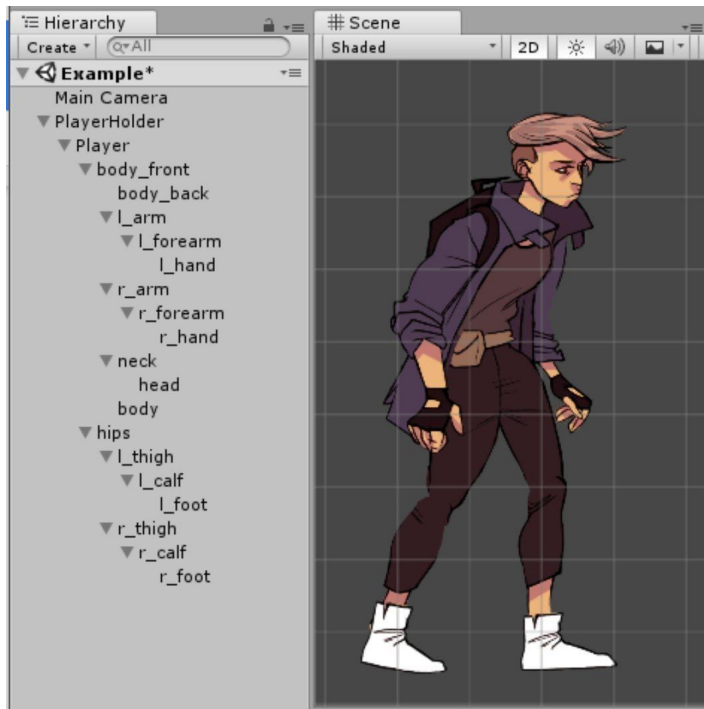 Hierarchy
Create All
Example*
Main Camera
PlayerHolder
Player
body_front
body_back
l_arm
l_forearm
l_hand
r_arm
r_forearm
r_hand
neck
head
body
hips
l_thigh
l_calf
l_foot
r_thigh
r_calf
r_foot
# Scene
Shaded 2D